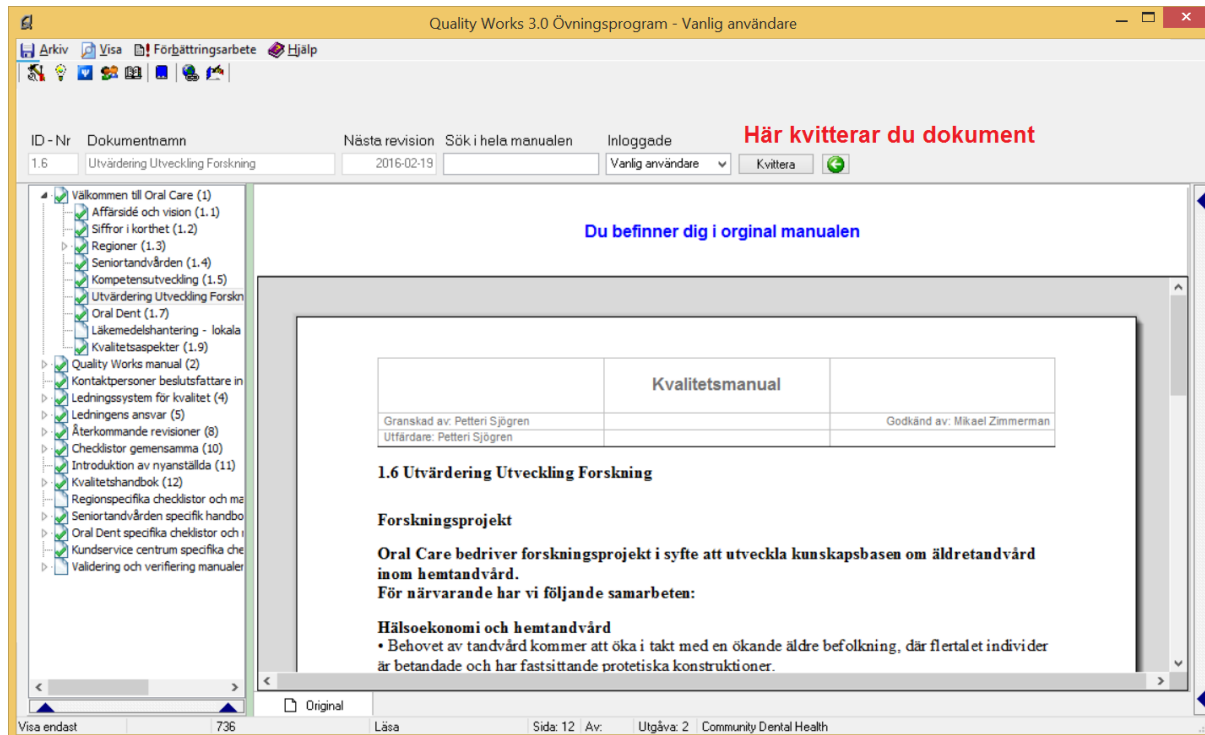 Quality Works 3.0 Övningsprogram - Vanlig användare
Arkiv Visa Förbättringsarbete Hjälp
Här kvitterar du dokument
ID - Nr Dokumentnamn Nästa revision Sök i hela manualen Inloggade
1.6 Utvärdering Utveckling Forskning 2016-02-19 Vanlig användare Kvittera
Välkommen till Oral Care (1)
Affärsidé och vision (1.1)
Siffror i korthet (1.2)
Regioner (1.3)
Seniortandvården (1.4)
Kompetensutveckling (1.5)
Utvärdering Utveckling Forskn
Oral Dent (1.7)
Läkemedelshantering - lokala
Kvalitetsaspekter (1.9)
Quality Works manual (2)
Kontaktpersoner beslutsfattare in
Ledningssystem för kvalitet (4)
Ledningens ansvar (5)
Återkommande revisioner (8)
Checklistor gemensamma (10)
Introduktion av nyanställda (11)
Kvalitetshandbok (12)
Regionspecifika checklistor och ma
Seniortandvården specifik handbo
Oral Dent specifika cheklistor och r
Kundservice centrum specifika che
Validering och verifiering manualer
Du befinner dig i orginal manualen
Kvalitetsmanual
Granskad av: Petteri Sjögren Godkänd av: Mikael Zimmerman
Utfärdare: Petteri Sjögren
1.6 Utvärdering Utveckling Forskning
Forskningsprojekt
Oral Care bedriver forskningsprojekt i syfte att utveckla kunskapsbasen om äldretandvård
inom hemtandvård.
För närvarande har vi följande samarbeten:
Hälsoekonomi och hemtandvård
• Behovet av tandvård kommer att öka i takt med en ökande äldre befolkning, där flertalet individer
är betandade och har fastsittande protetiska konstruktioner.
Original
Visa endast 736 Läsa Sida: 12 Av: Utgåva: 2 Community Dental Health